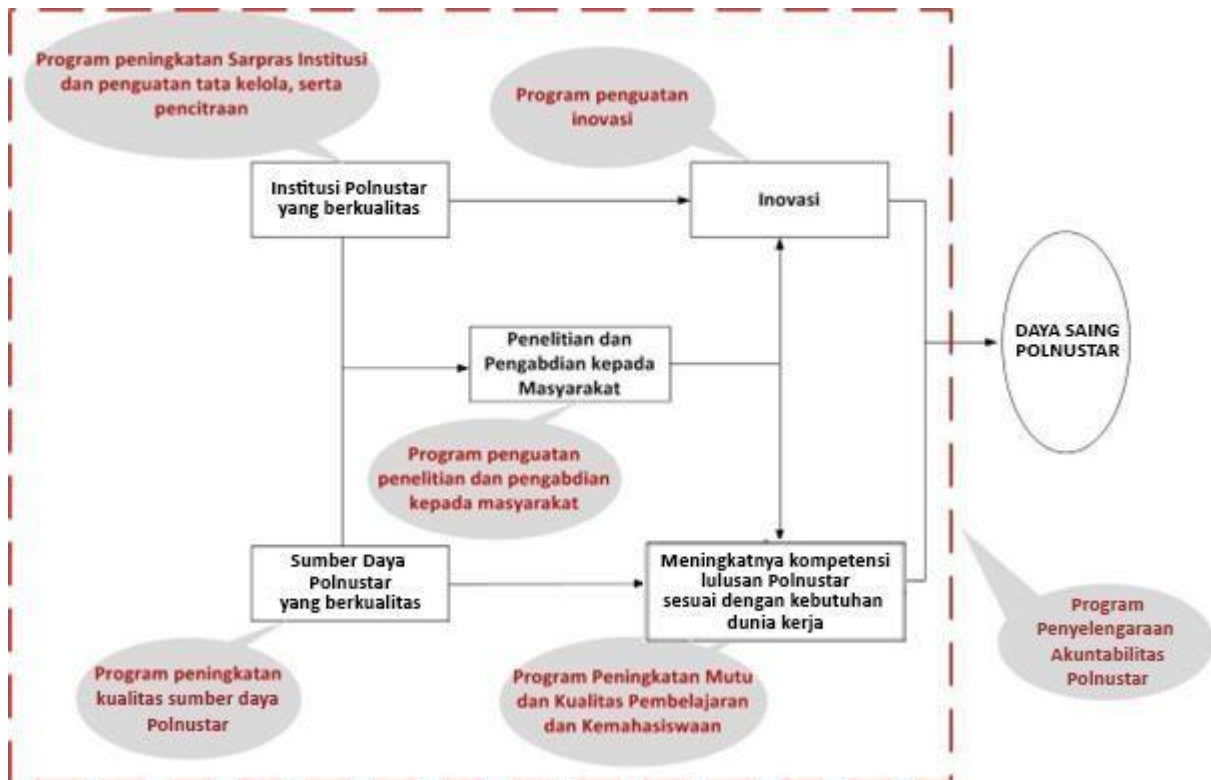 Program peningkatan Sarpras Institusi
dan penguatan tata kelola, serta
pencitraan
Program penguatan
inovasi
Institusi Polnustar
yang berkualitas
Inovasi
Penelitian dan
Pengabdian kepada
Masyarakat
DAYA SAING
POLNUSTAR
Program penguatan
penelitian dan pengabdian
kepada masyarakat
Sumber Daya
Polnustar
yang berkualitas
Meningkatnya kompetensi
lulusan Polnustar
sesuai dengan kebutuhan
dunia kerja
Program
Penyelengaraan
Akuntabilitas
Polnustar
Program peningkatan
kualitas sumber daya
Polnustar
Program Peningkatan Mutu
dan Kualitas Pembelajaran
dan Kemahasiswaan